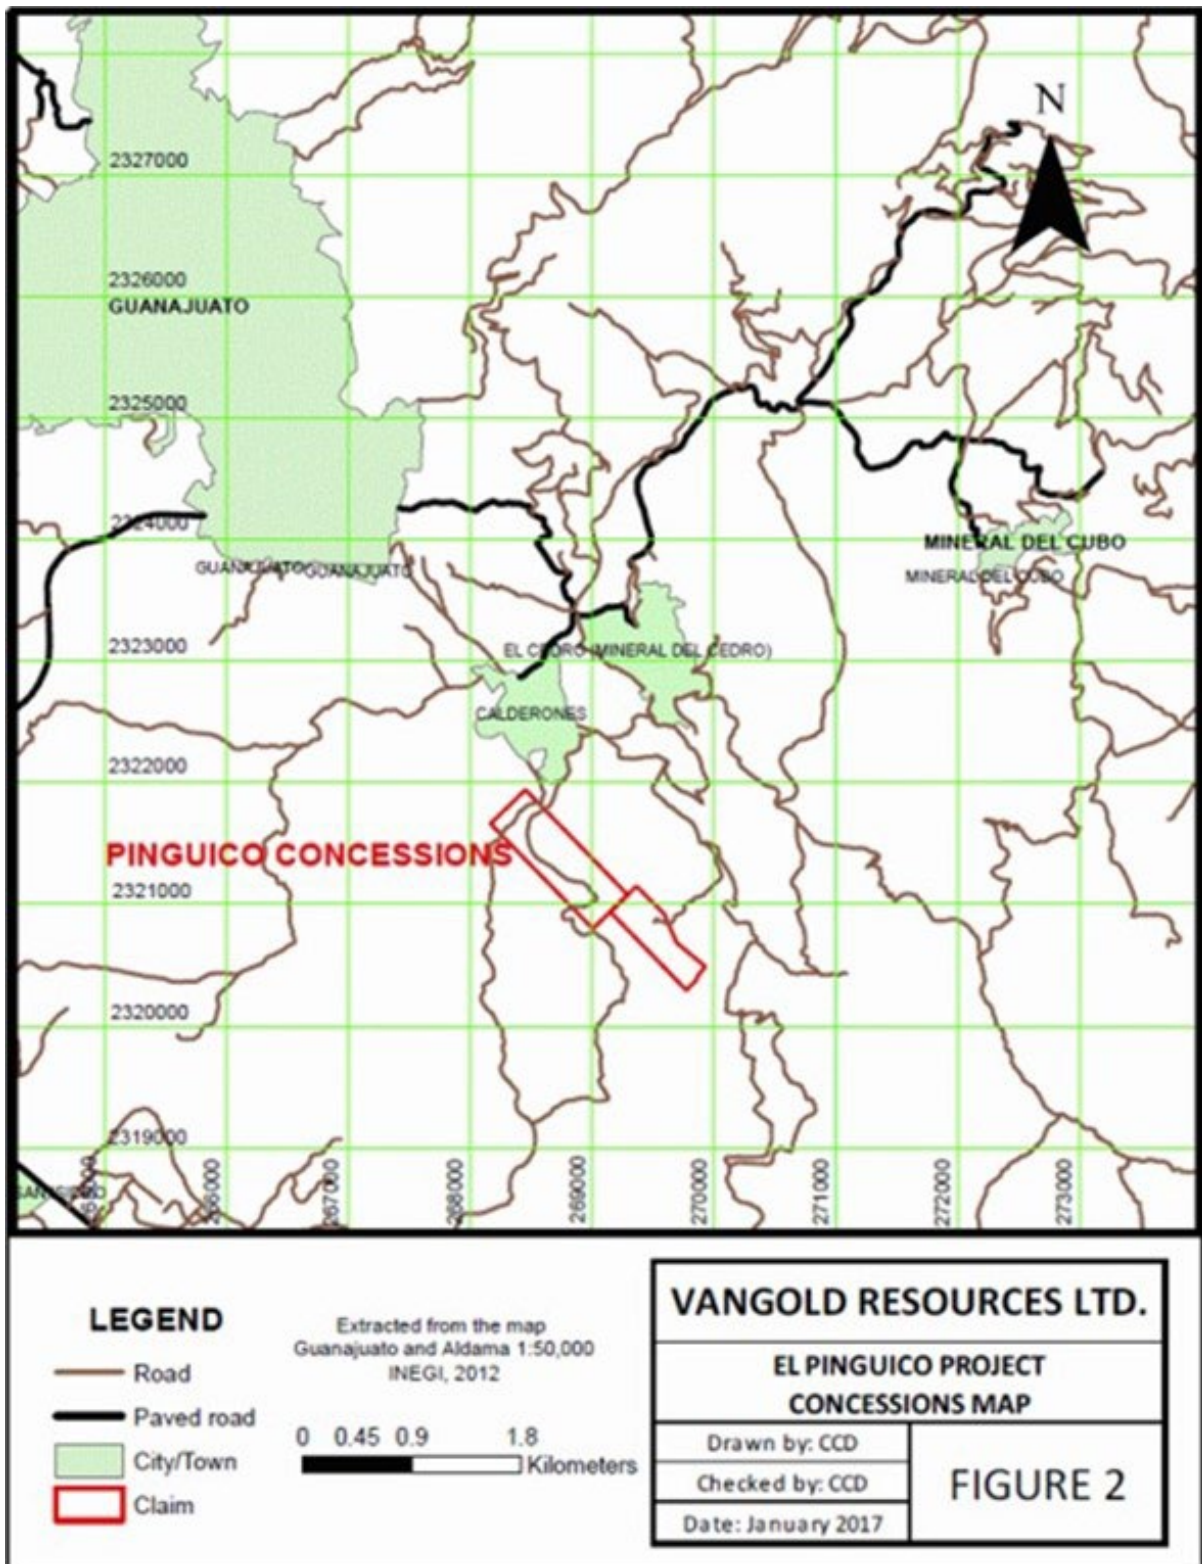 N
2327000
2326000
GUANAJUATO
2325000
2224000
MINERAL DEL CUBO
GUANAJUATO GUANAJUATO
MINERAL DEL CUBO
2323000
EL CEDRO (MINERAL DEL CEDRO)
CALDERONES
2322000
PINGUICO CONCESSIONS
2321000
2320000
2319000
266000
267000
268000
269000
270000
271000
272000
273000
LEGEND
Road
Paved road
City/Town
Claim
Extracted from the map
Guanajuato and Aldama 1:50,000
INEGI, 2012
0 0.45 0.9 1.8
Kilometers
VANGOLD RESOURCES LTD.
EL PINGUICO PROJECT
CONCESSIONS MAP
Drawn by: CCD
Checked by: CCD
Date: January 2017
FIGURE 2